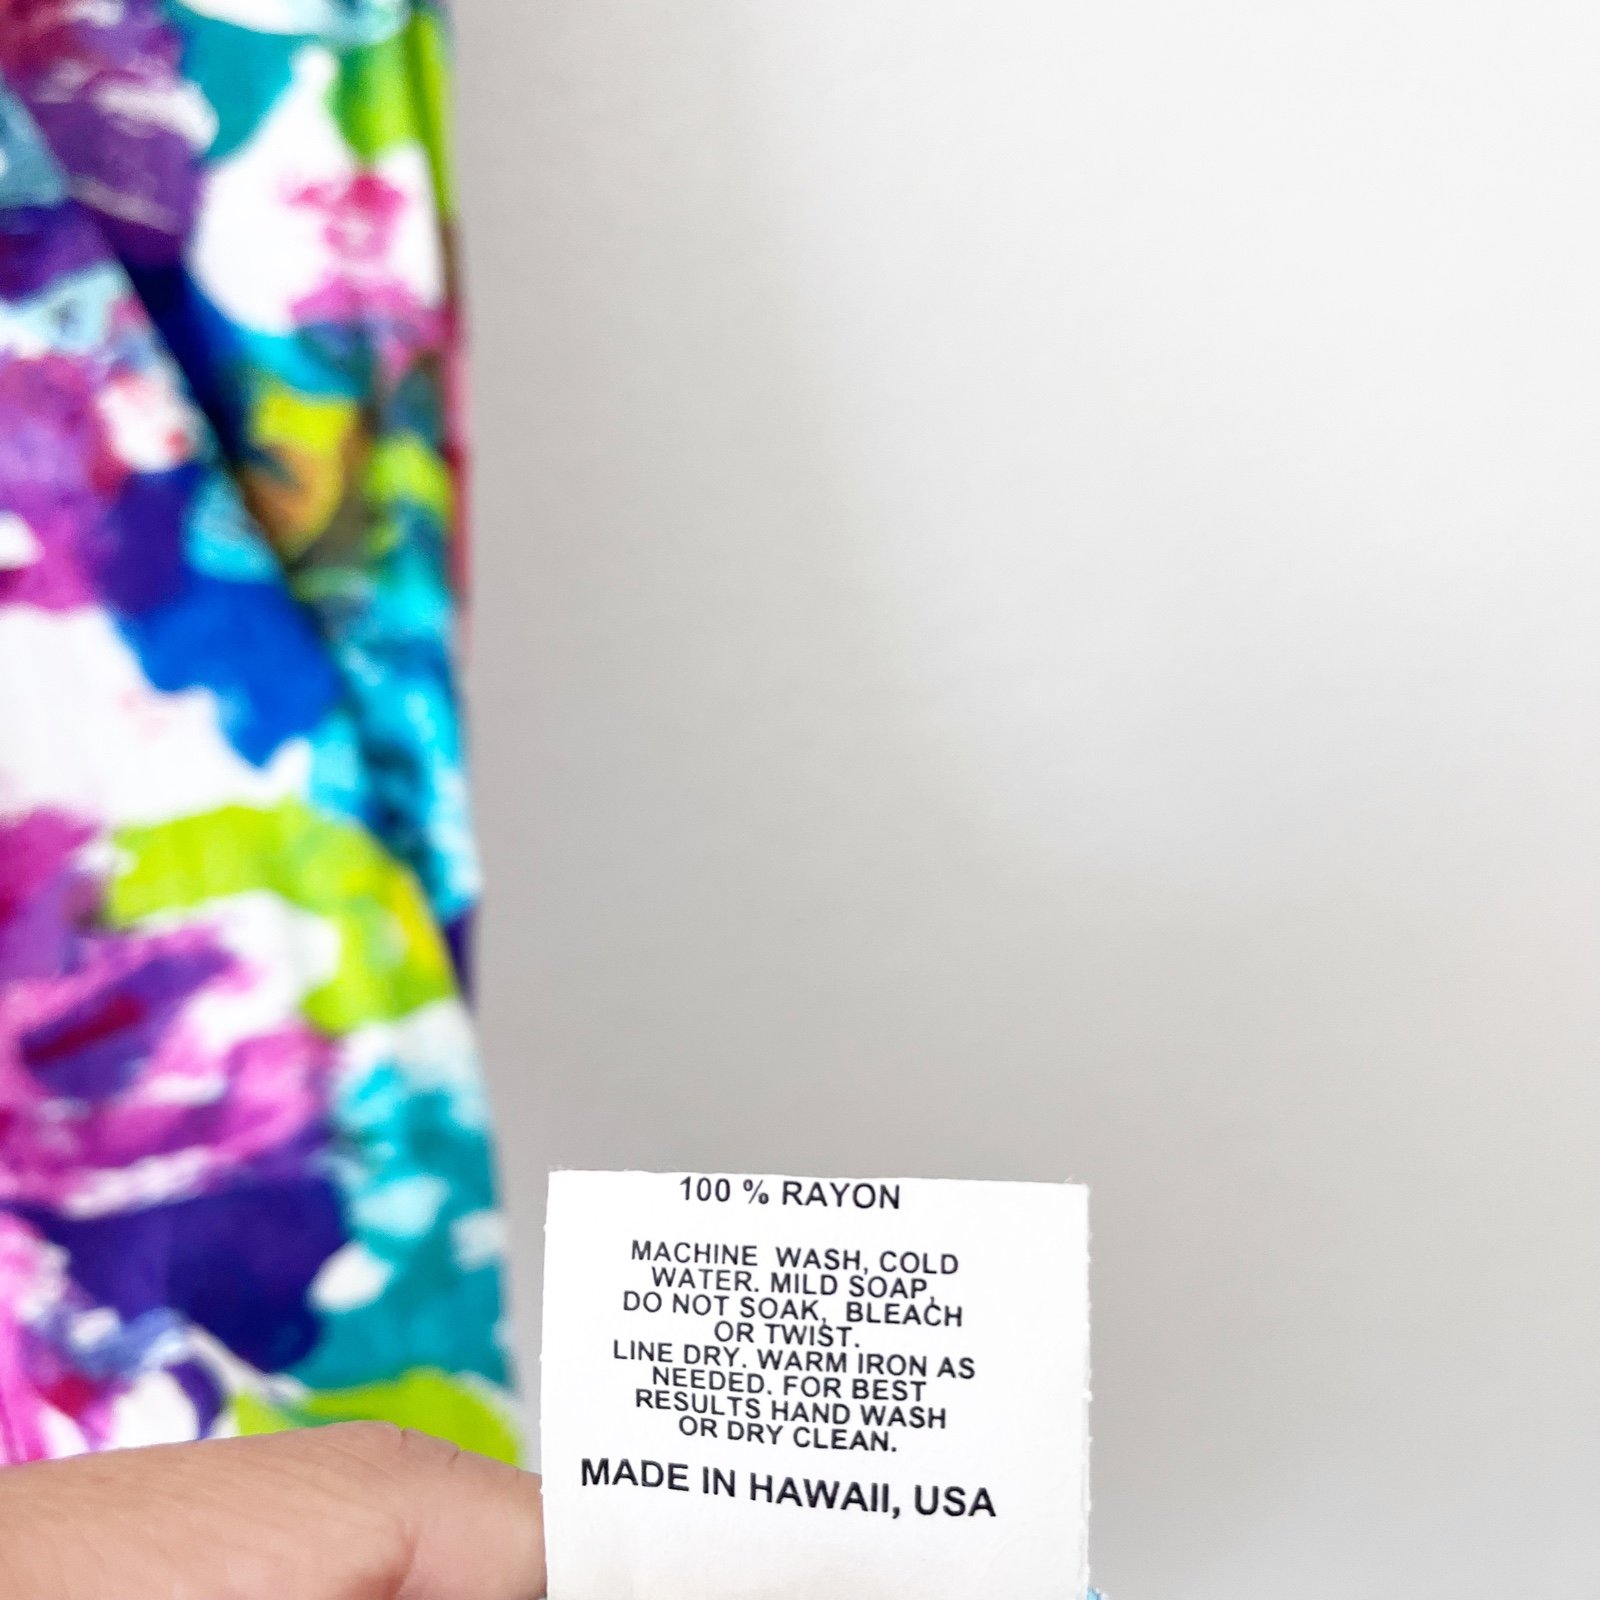 100 % RAYON
MACHINE WASH, COLD
WATER. MILD SOAP,
DO NOT SOAK, BLEACH
OR TWIST.
LINE DRY. WARM IRON AS
NEEDED. FOR BEST
RESULTS HAND WASH
OR DRY CLEAN.
MADE IN HAWAII, USA